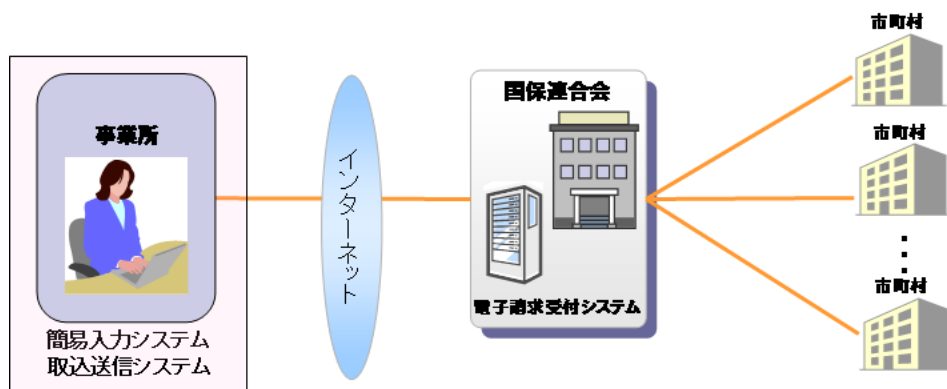 事業所
簡易入力システム
取込送信システム
インターネット
国保連合会
電子請求受付システム
市町村
市町村
市町村